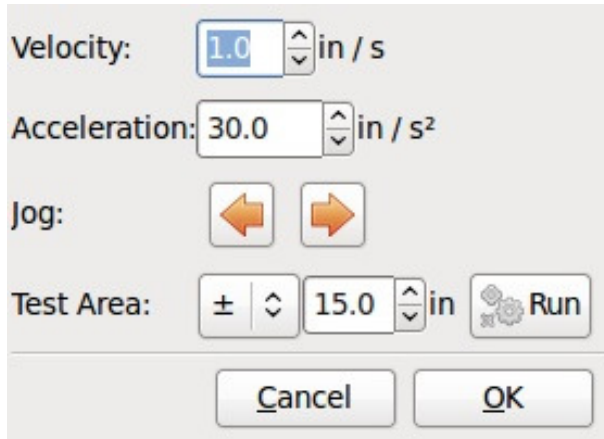 Velocity: 1.0 in / s
Acceleration: 30.0 in / s²
Jog:
Test Area: ± 15.0 in Run
Cancel OK